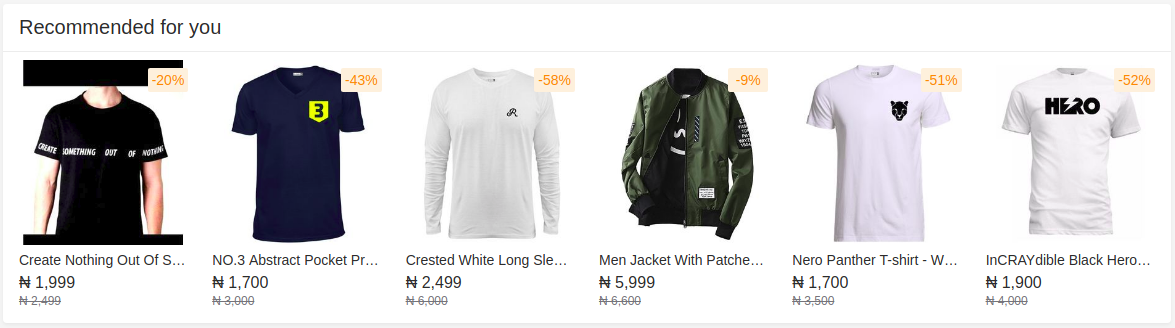 Recommended for you
-20%
-43%
-58%
-9%
-51%
-52%
CREATE SOMETHING OUT OF NOTHING
3
R
HERO
Create Nothing Out Of S...
NO.3 Abstract Pocket Pr...
Crested White Long Sle...
Men Jacket With Patche...
Nero Panther T-shirt - W...
InCRAYdible Black Hero...
₦ 1,999
₦ 1,700
₦ 2,499
₦ 5,999
₦ 1,700
₦ 1,900
₦ 2,499
₦ 3,000
₦ 6,000
₦ 6,600
₦ 3,500
₦ 4,000